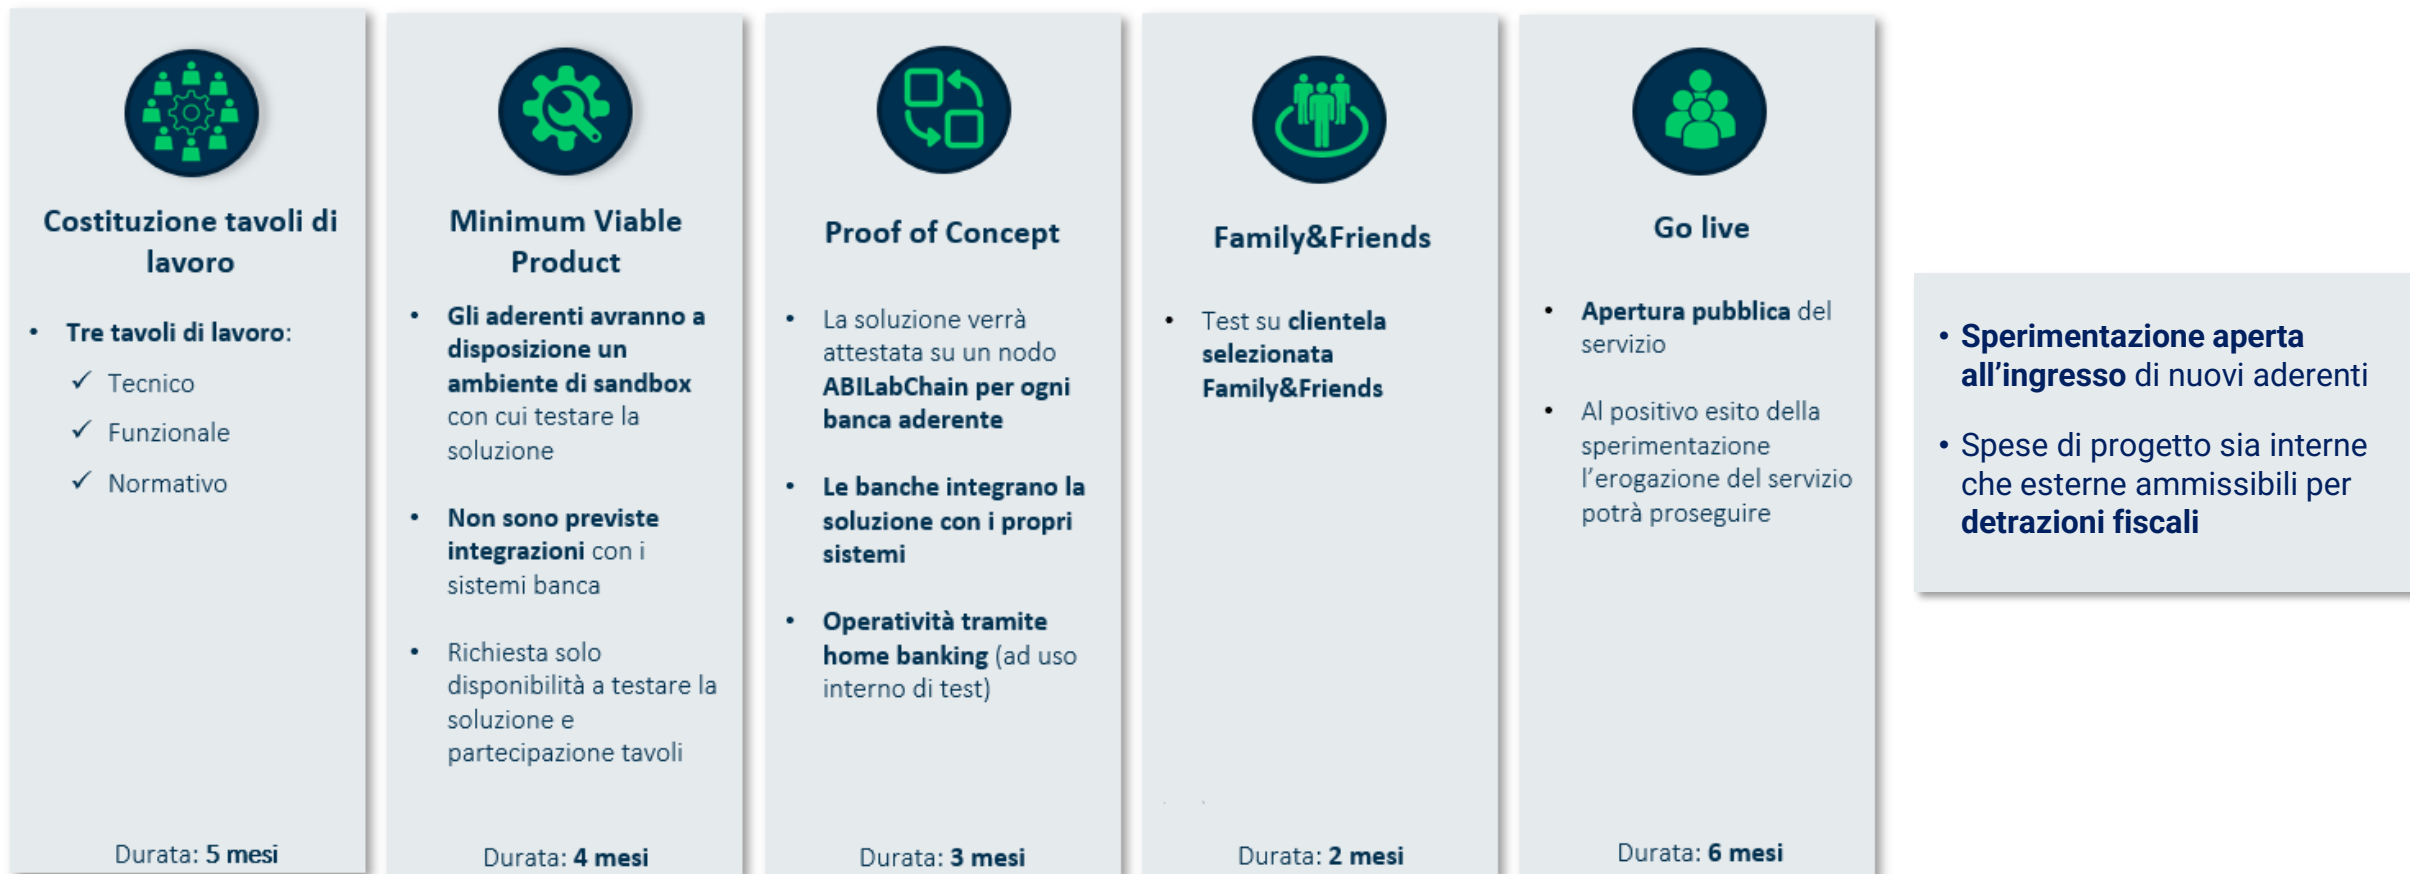 Costituzione tavoli di
lavoro
• Tre tavoli di lavoro:
✓ Tecnico
✓ Funzionale
✓ Normativo
Durata: 5 mesi
Minimum Viable
Product
• Gli aderenti avranno a
disposizione un
ambiente di sandbox
con cui testare la
soluzione
• Non sono previste
integrazioni con i
sistemi banca
• Richiesta solo
disponibilità a testare la
soluzione e
partecipazione tavoli
Durata: 4 mesi
Proof of Concept
• La soluzione verrà
attestata su un nodo
ABILabChain per ogni
banca aderente
• Le banche integrano la
soluzione con i propri
sistemi
• Operatività tramite
home banking (ad uso
interno di test)
Durata: 3 mesi
Family&Friends
• Test su clientela
selezionata
Family&Friends
Durata: 2 mesi
Go live
• Apertura pubblica del
servizio
• Al positivo esito della
sperimentazione
l'erogazione del servizio
potrà proseguire
Durata: 6 mesi
• Sperimentazione aperta
all’ingresso di nuovi aderenti
• Spese di progetto sia interne
che esterne ammissibili per
detrazioni fiscali